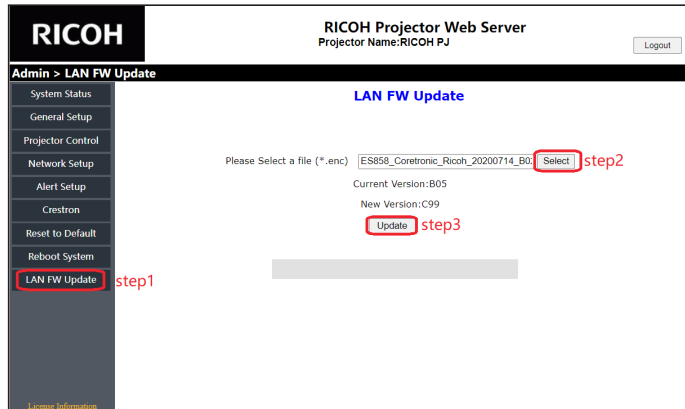 RICOH
RICOH Projector Web Server
Projector Name:RICOH PJ
Logout
Admin > LAN FW Update
System Status
General Setup
Projector Control
Network Setup
Alert Setup
Crestron
Reset to Default
Reboot System
LAN FW Update
step1
License Information
LAN FW Update
Please Select a file (*.enc) ES858_Coretronic_Ricoh_20200714_B0 Select step2
Current Version:B05
New Version:C99
Update step3